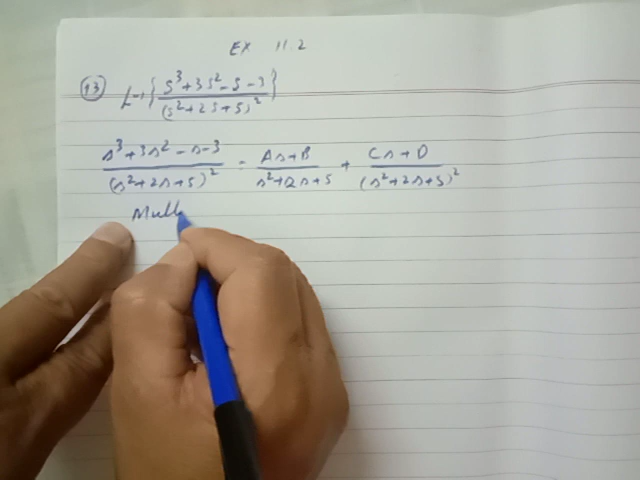 Ex 11.2
(13) L⁻¹{ s³+3s²-s-3 / (s²+2s+5)² }
s³+3s²-s-3 / (s²+2s+5)² = As+B / s²+2s+5 + Cs+D / (s²+2s+5)²